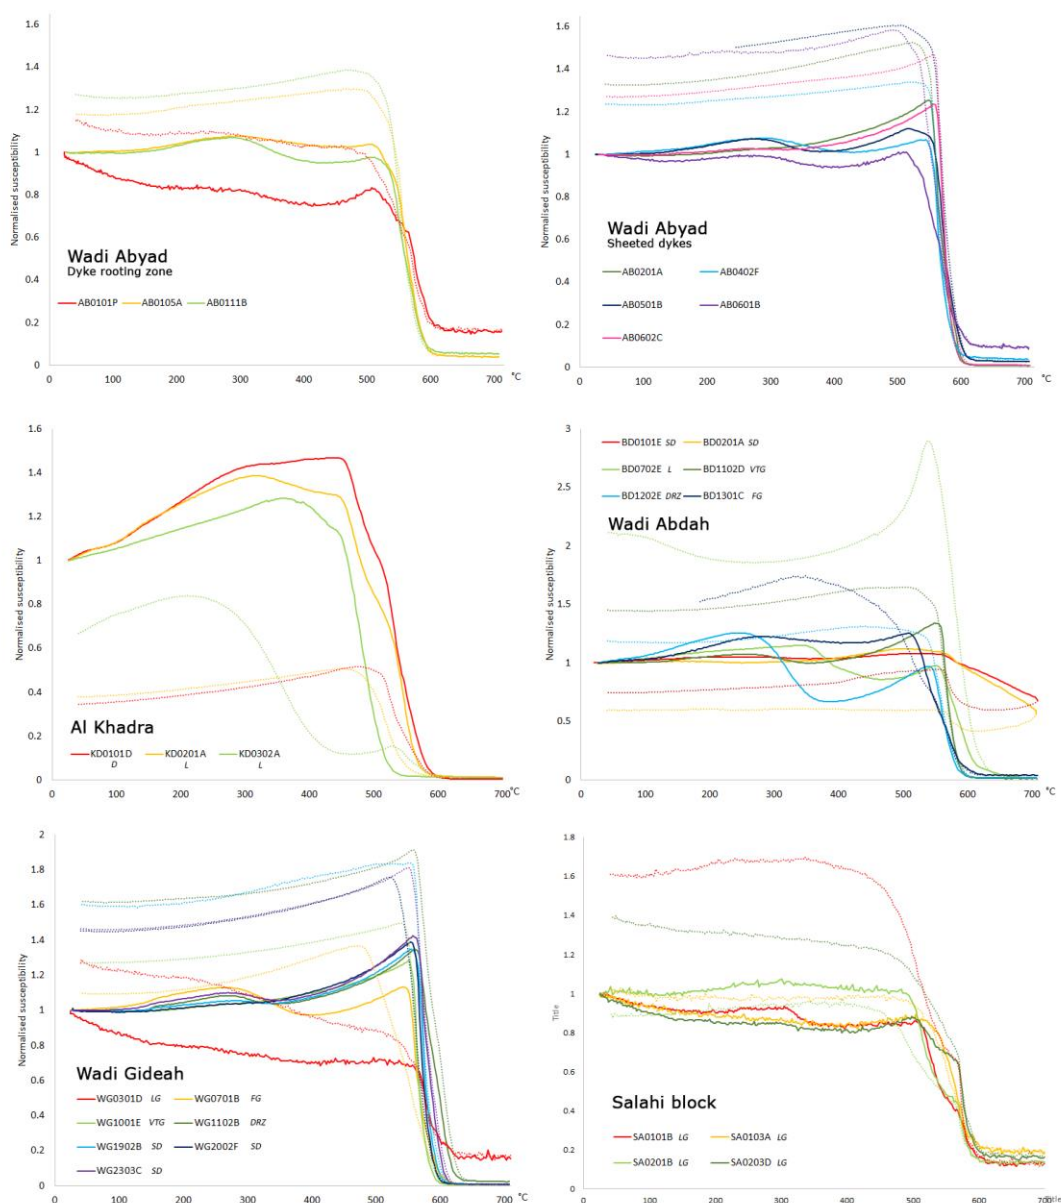 1.6
1.4
1.2
1
0.8
0.6
0.4
0.2
0
Normalised susceptibility
Wadi Abyad
Dyke rooting zone
AB0101P AB0105A AB0111B
0 100 200 300 400 500 600 700 °C
1.6
1.4
1.2
1
0.8
0.6
0.4
0.2
0
Normalised susceptibility
Wadi Abyad
Sheeted dykes
AB0201A AB0402F
AB0501B AB0601B
AB0602C
0 100 200 300 400 500 600 700 °C
1.6
1.4
1.2
1
0.8
0.6
0.4
0.2
0
Normalised susceptibility
Al Khadra
KD0101D KD0201A KD0302A
D L L
0 100 200 300 400 500 600 700 °C
3
2.5
2
1.5
1
0.5
0
Normalised susceptibility
BD0101E SD BD0201A SD
BD0702E L BD1102D VTG
BD1202E DRZ BD1301C FG
Wadi Abdah
0 100 200 300 400 500 600 700 °C
2
1.8
1.6
1.4
1.2
1
0.8
0.6
0.4
0.2
0
Normalised susceptibility
Wadi Gideah
WG0301D LG WG0701B FG
WG1001E VTG WG1102B DRZ
WG1902B SD WG2002F SD
WG2303C SD
0 100 200 300 400 500 600 700 °C
1.8
1.6
1.4
1.2
1
0.8
0.6
0.4
0.2
0
Title
Salahi block
SA0101B LG SA0103A LG
SA0201B LG SA0203D LG
0 100 200 300 400 500 600 700 Title